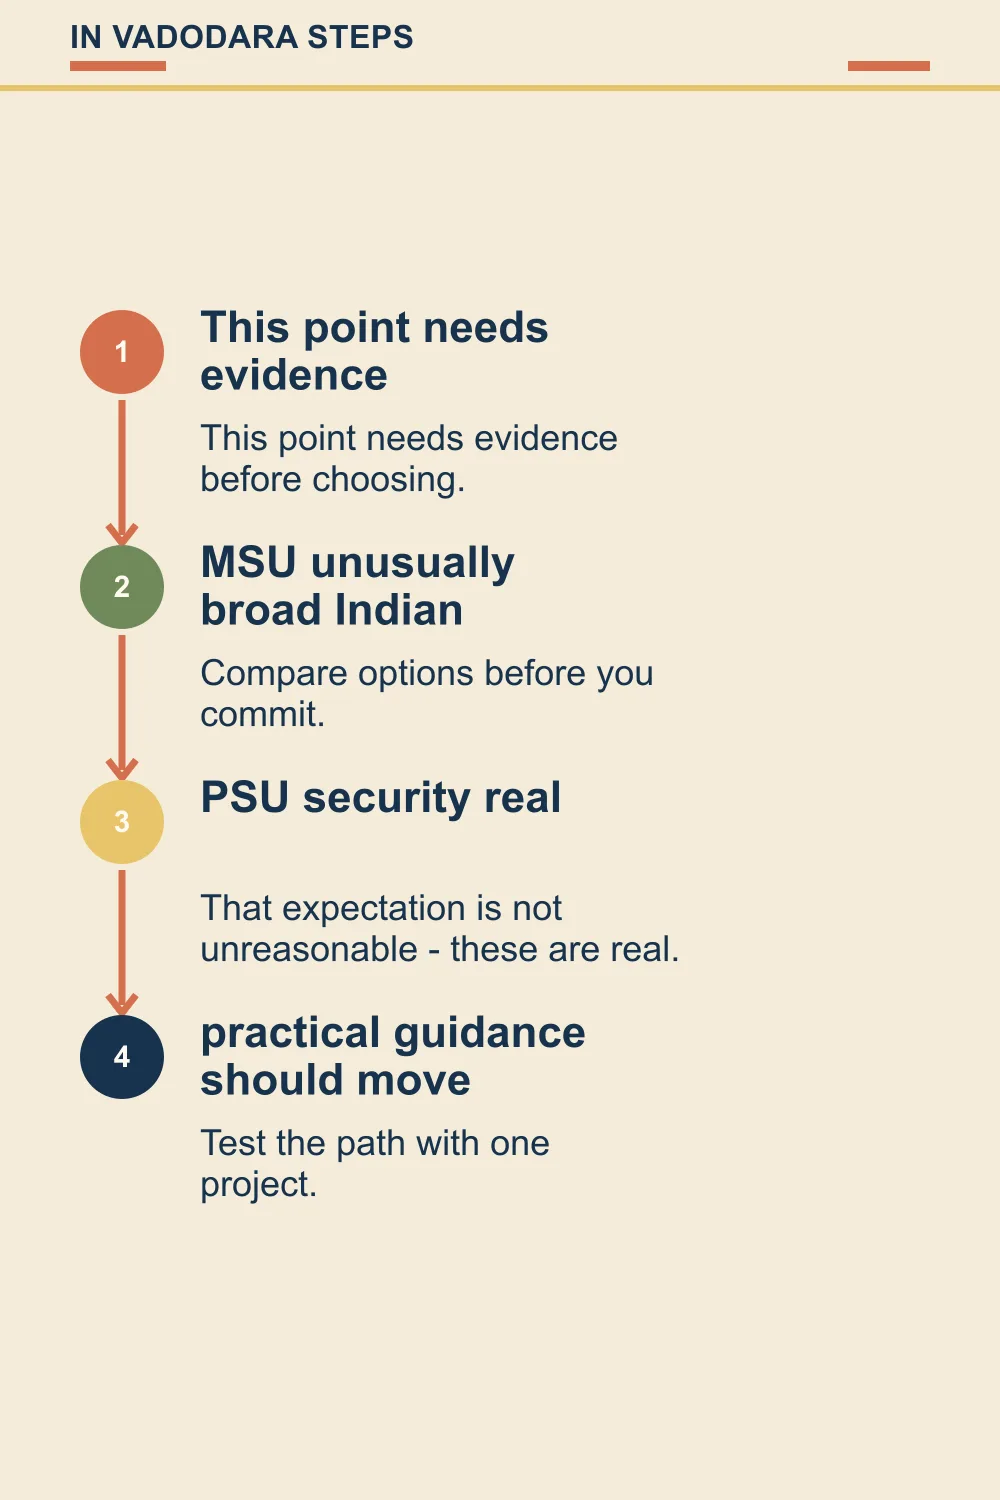 IN VADODARA STEPS
1
This point needs
evidence
This point needs evidence
before choosing.
2
MSU unusually
broad Indian
Compare options before you
commit.
3
PSU security real
That expectation is not
unreasonable - these are real.
4
practical guidance
should move
Test the path with one
project.